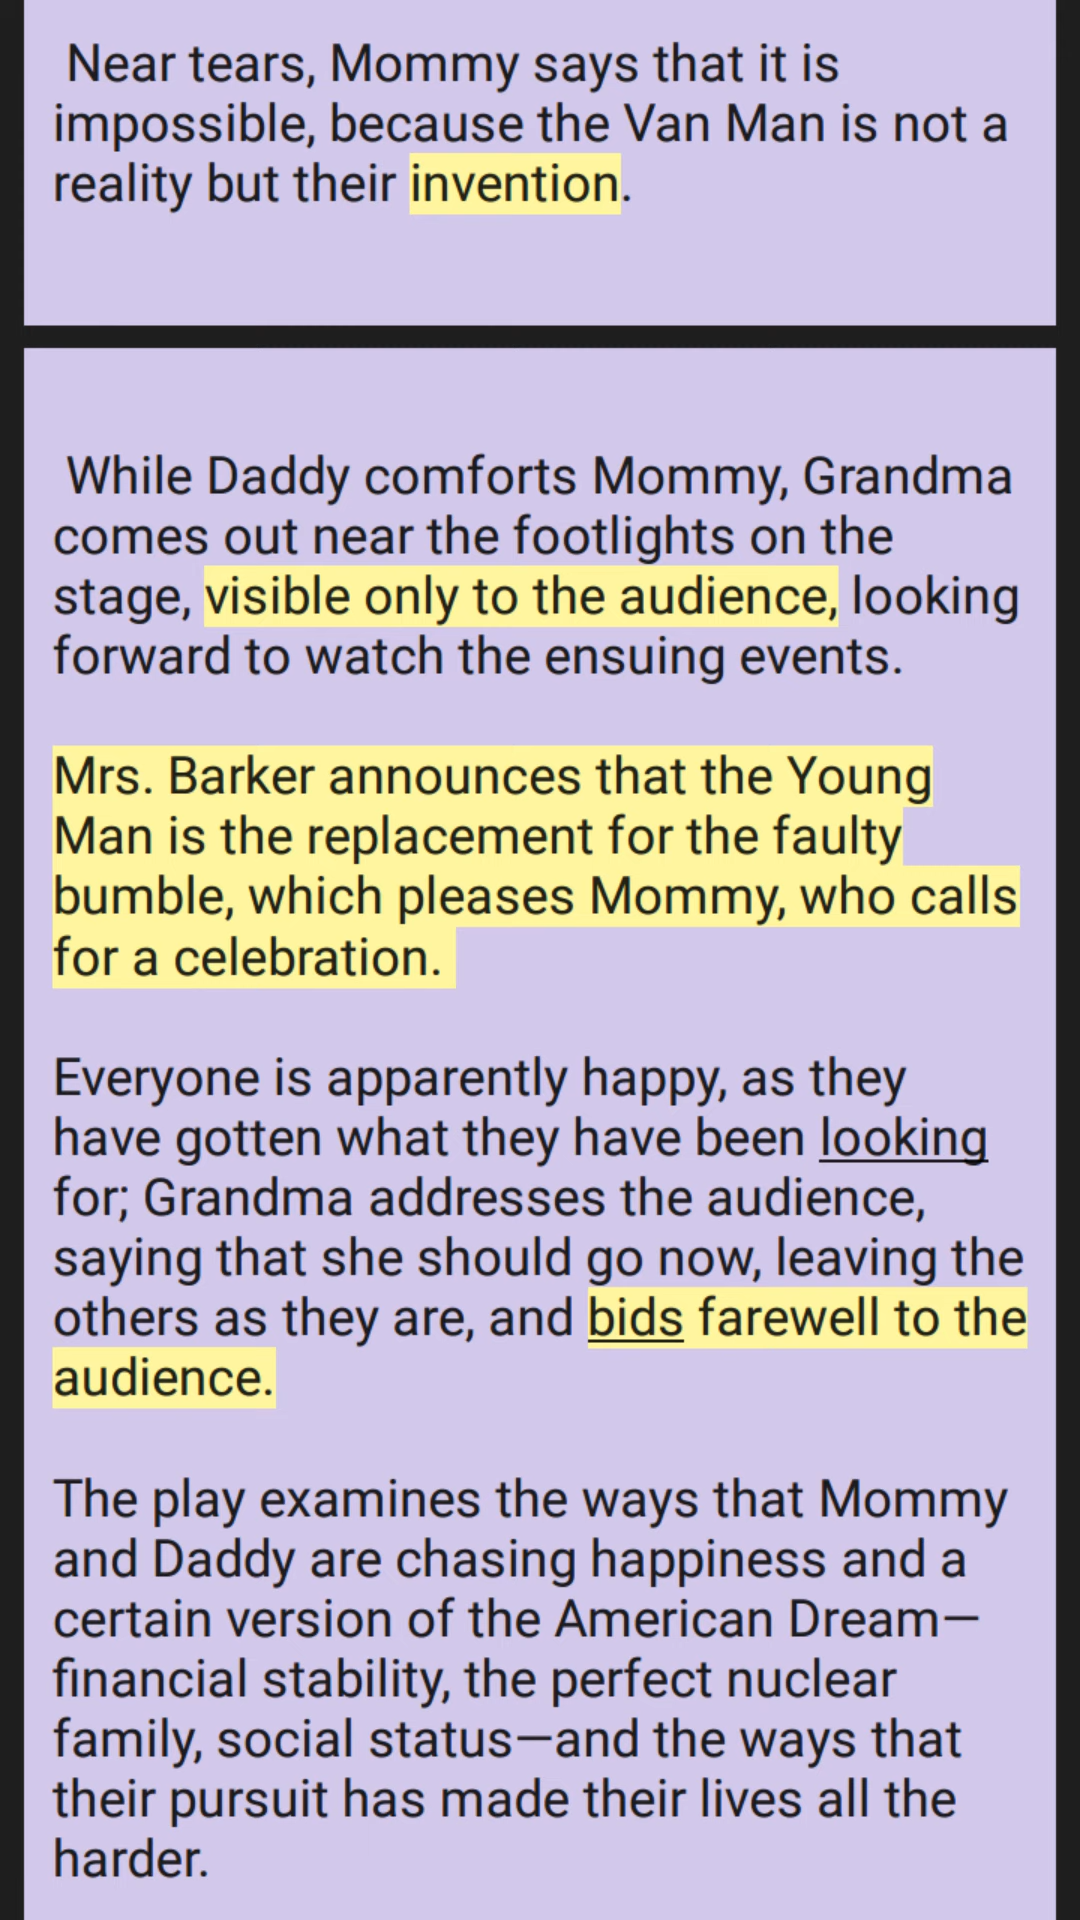 Near tears, Mommy says that it is
impossible, because the Van Man is not a
reality but their invention.
While Daddy comforts Mommy, Grandma
comes out near the footlights on the
stage, visible only to the audience, looking
forward to watch the ensuing events.
Mrs. Barker announces that the Young
Man is the replacement for the faulty
bumble, which pleases Mommy, who calls
for a celebration.
Everyone is apparently happy, as they
have gotten what they have been looking
for; Grandma addresses the audience,
saying that she should go now, leaving the
others as they are, and bids farewell to the
audience.
The play examines the ways that Mommy
and Daddy are chasing happiness and a
certain version of the American Dream—
financial stability, the perfect nuclear
family, social status—and the ways that
their pursuit has made their lives all the
harder.